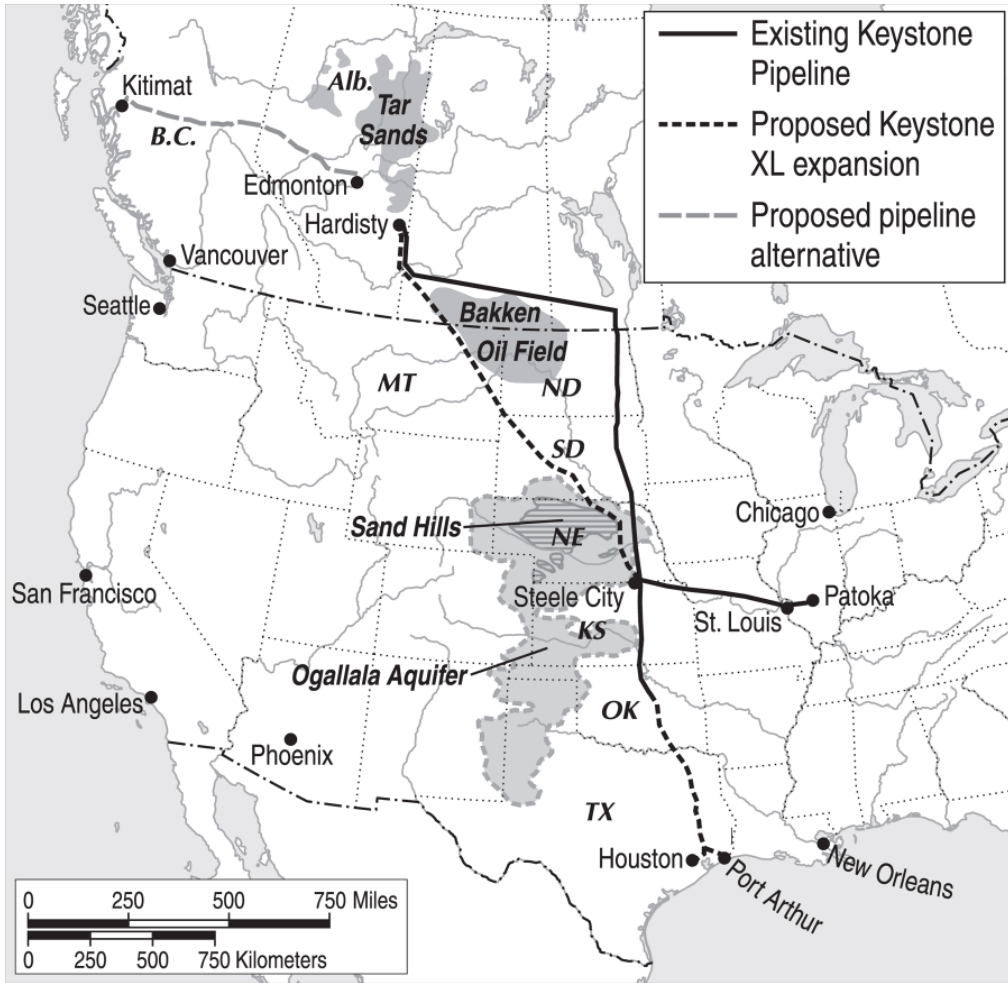 Existing Keystone
Pipeline
Proposed Keystone
XL expansion
Proposed pipeline
alternative
Kitimat
B.C.
Alb.
Tar
Sands
Edmonton
Hardisty
Vancouver
Seattle
Bakken
Oil Field
MT
ND
SD
Sand Hills
NE
Chicago
San Francisco
Steele City
Patoka
St. Louis
KS
Ogallala Aquifer
Los Angeles
OK
Phoenix
TX
Houston
Port Arthur
New Orleans
0 250 500 750 Miles
0 250 500 750 Kilometers